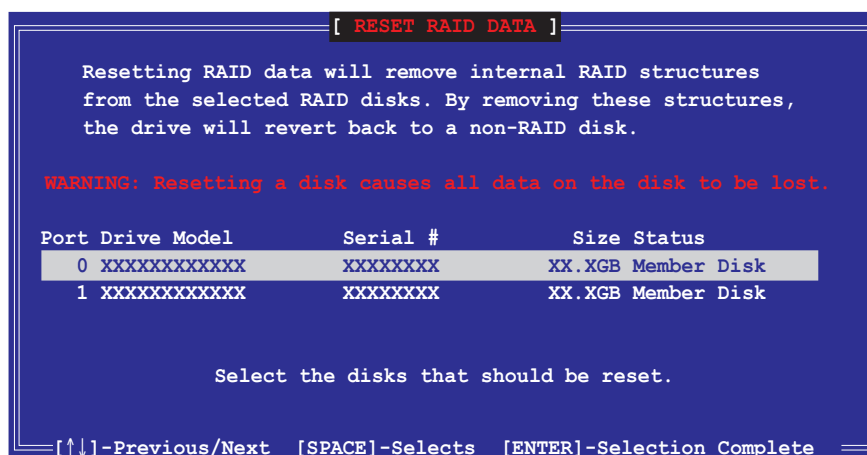 [ RESET RAID DATA ]
Resetting RAID data will remove internal RAID structures
from the selected RAID disks. By removing these structures,
the drive will revert back to a non-RAID disk.
WARNING: Resetting a disk causes all data on the disk to be lost.
Port Drive Model Serial # Size Status
0 XXXXXXXXXXXX XXXXXXXX XX.XGB Member Disk
1 XXXXXXXXXXXX XXXXXXXX XX.XGB Member Disk
Select the disks that should be reset.
[↑↓]-Previous/Next [SPACE]-Selects [ENTER]-Selection Complete